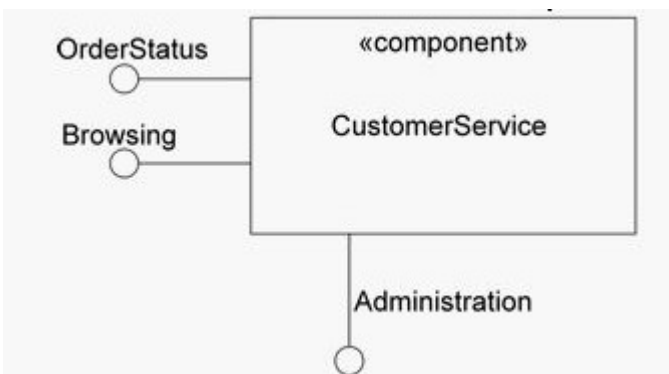 OrderStatus
«component»
Browsing
CustomerService
Administration